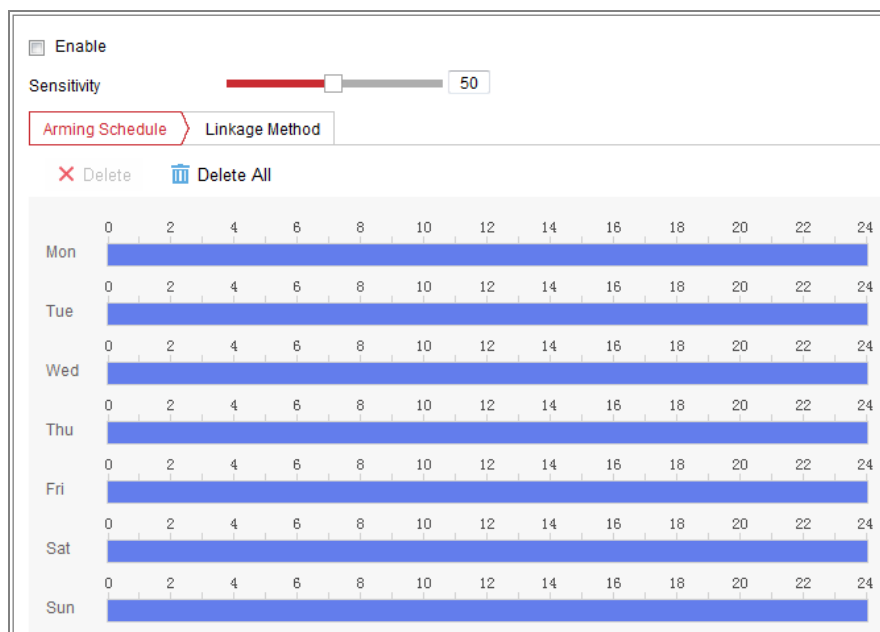 Enable
Sensitivity 50
Arming Schedule Linkage Method
Delete Delete All
0 2 4 6 8 10 12 14 16 18 20 22 24
Mon
0 2 4 6 8 10 12 14 16 18 20 22 24
Tue
0 2 4 6 8 10 12 14 16 18 20 22 24
Wed
0 2 4 6 8 10 12 14 16 18 20 22 24
Thu
0 2 4 6 8 10 12 14 16 18 20 22 24
Fri
0 2 4 6 8 10 12 14 16 18 20 22 24
Sat
0 2 4 6 8 10 12 14 16 18 20 22 24
Sun